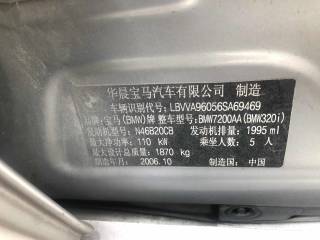 华晨宝马汽车有限公司 制造
车辆识别代号: LBVVA96056SA69469
品牌: 宝马(BMW)牌 整车型号: BMW7200AA(BMW320i)
发动机型号: N46B20CB 发动机排量: 1995 ml
最大净功率: 110 kW 乘坐人数: 5 人
最大设计总质量: 1870 kg
制造年月: 2006.10 制造国: 中国